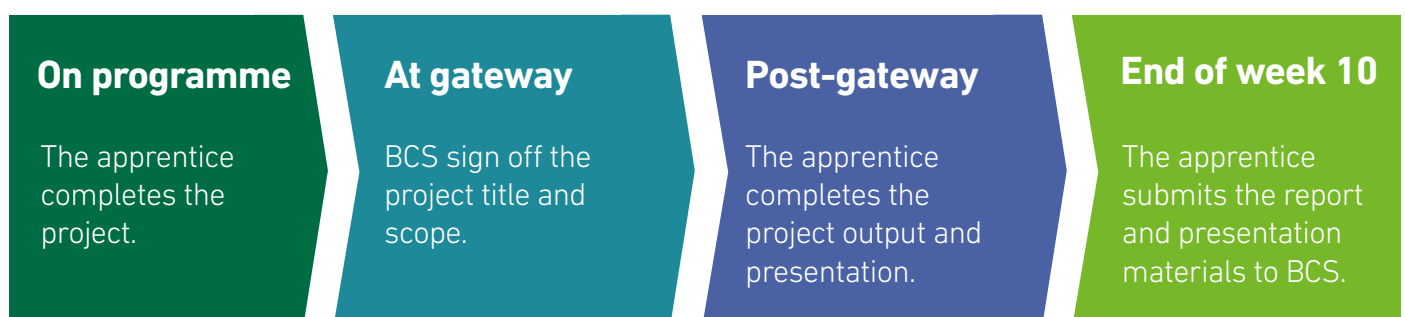 On programme
The apprentice
completes the
project.
At gateway
BCS sign off the
project title and
scope.
Post-gateway
The apprentice
completes the
project output and
presentation.
End of week 10
The apprentice
submits the report
and presentation
materials to BCS.